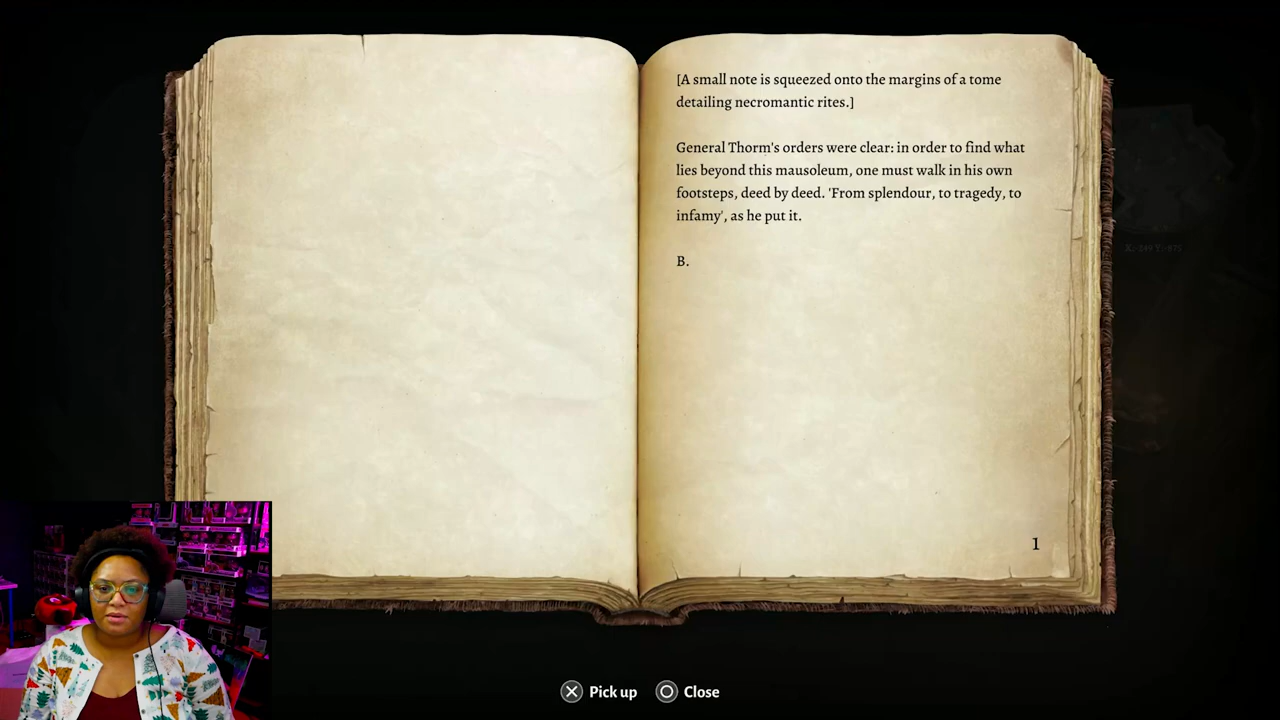 [A small note is squeezed onto the margins of a tome
detailing necromantic rites.]
General Thorm's orders were clear: in order to find what
lies beyond this mausoleum, one must walk in his own
footsteps, deed by deed. 'From splendour, to tragedy, to
infamy', as he put it.
B.
1
Pick up
Close